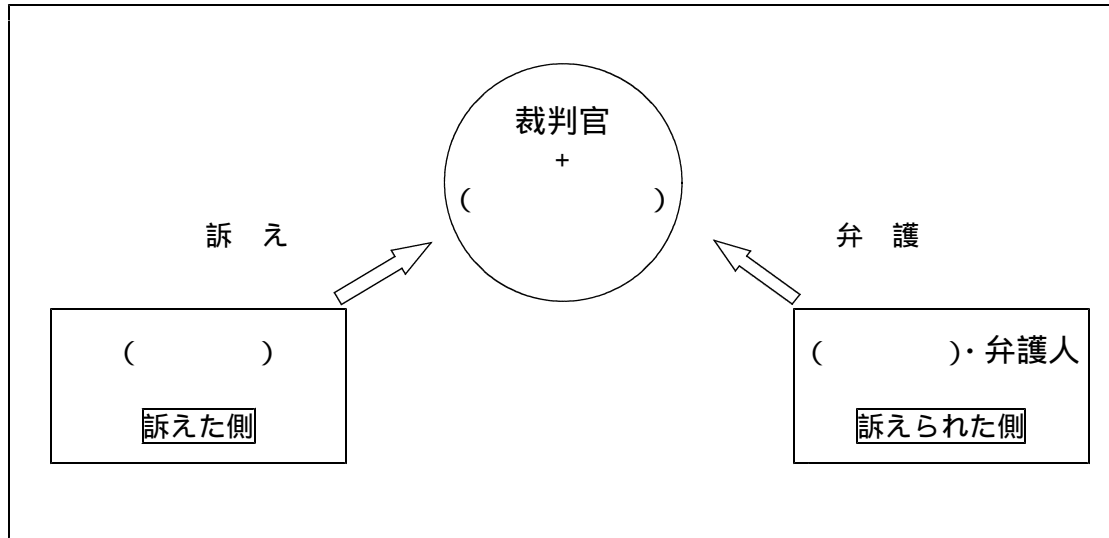 裁判官
+
(　　　　　　)
訴　え
弁　護
(　　　　)
(　　　　)・弁護人
訴えた側
訴えられた側